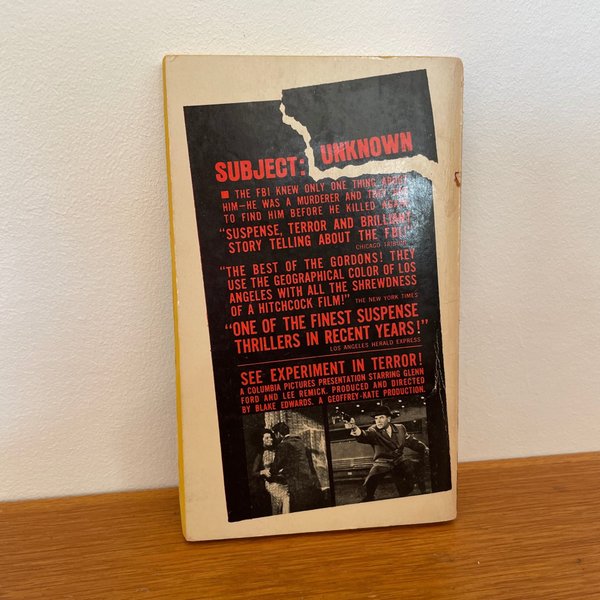 SUBJECT: UNKNOWN
THE FBI KNEW ONLY ONE THING ABOUT
HIM—HE WAS A MURDERER AND THEY HAD
TO FIND HIM BEFORE HE KILLED AGAIN
"SUSPENSE, TERROR AND BRILLIANT
STORY TELLING ABOUT THE FBI!"
CHICAGO TRIBUNE
"THE BEST OF THE GORDONS! THEY
USE THE GEOGRAPHICAL COLOR OF LOS
ANGELES WITH ALL THE SHREWDNESS
OF A HITCHCOCK FILM!" THE NEW YORK TIMES
"ONE OF THE FINEST SUSPENSE
THRILLERS IN RECENT YEARS!"
LOS ANGELES HERALD EXPRESS
SEE EXPERIMENT IN TERROR!
A COLUMBIA PICTURES PRESENTATION STARRING GLENN
FORD AND LEE REMICK. PRODUCED AND DIRECTED
BY BLAKE EDWARDS. A GEOFFREY-KATE PRODUCTION.